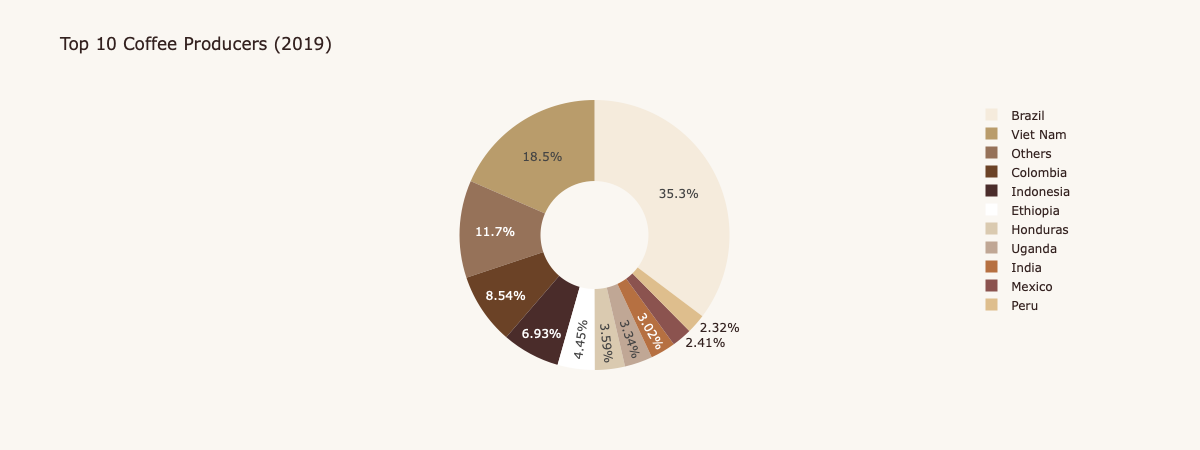 Top 10 Coffee Producers (2019)
35.3%
18.5%
11.7%
8.54%
6.93%
4.45%
3.59%
3.34%
3.02%
2.41%
2.32%
Brazil
Viet Nam
Others
Colombia
Indonesia
Ethiopia
Honduras
Uganda
India
Mexico
Peru